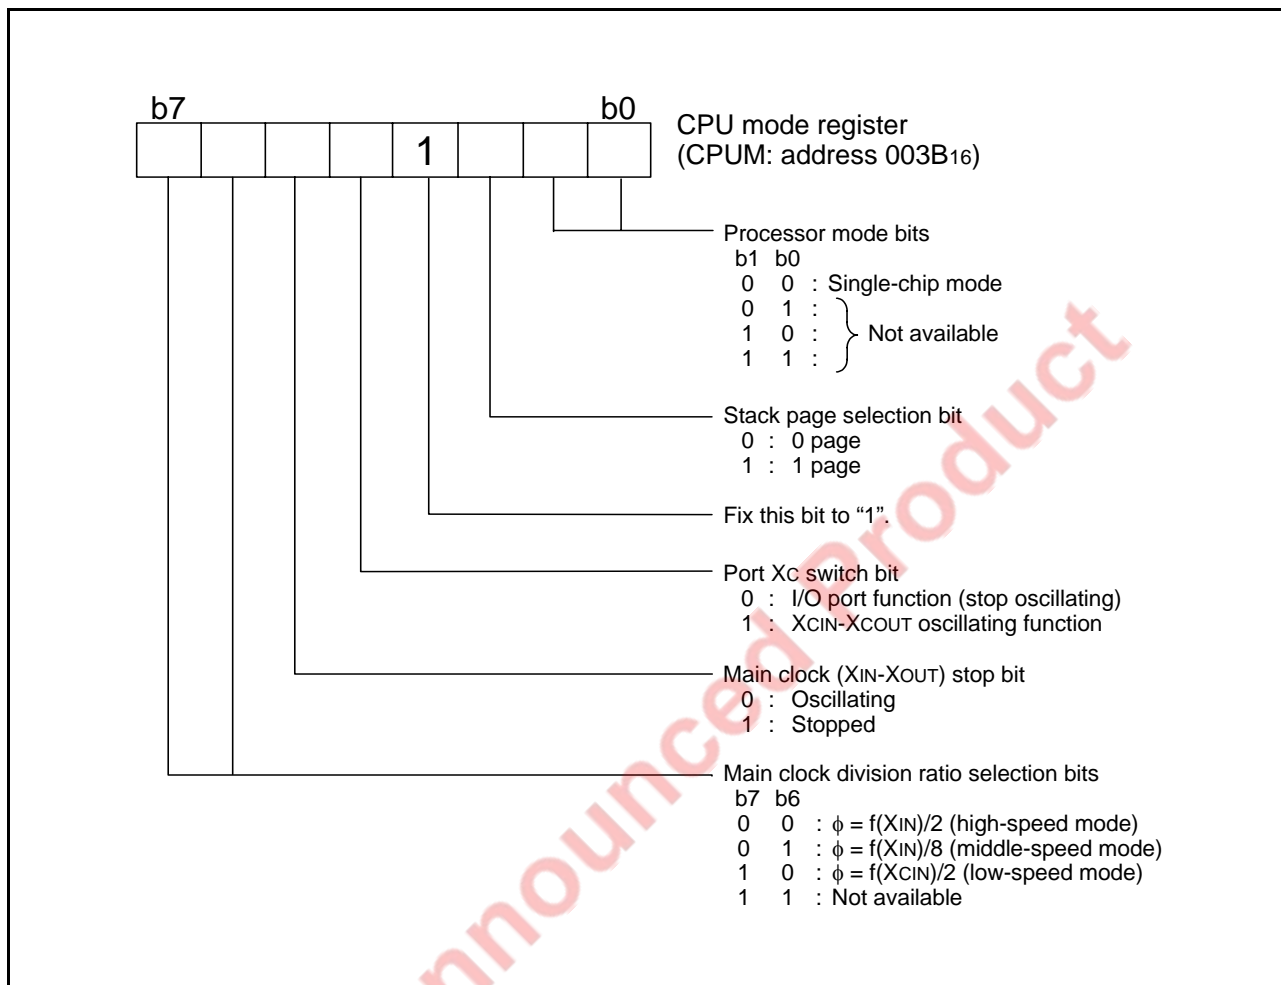 b7 b0
1
CPU mode register
(CPUM: address 003B16)
Processor mode bits
b1 b0
0 0 : Single-chip mode
0 1 :
1 0 : Not available
1 1 :
Stack page selection bit
0 : 0 page
1 : 1 page
Fix this bit to “1”.
Port XC switch bit
0 : I/O port function (stop oscillating)
1 : XCIN-XCOUT oscillating function
Main clock (XIN-XOUT) stop bit
0 : Oscillating
1 : Stopped
Main clock division ratio selection bits
b7 b6
0 0 : φ = f(XIN)/2 (high-speed mode)
0 1 : φ = f(XIN)/8 (middle-speed mode)
1 0 : φ = f(XCIN)/2 (low-speed mode)
1 1 : Not available
nnounced Product